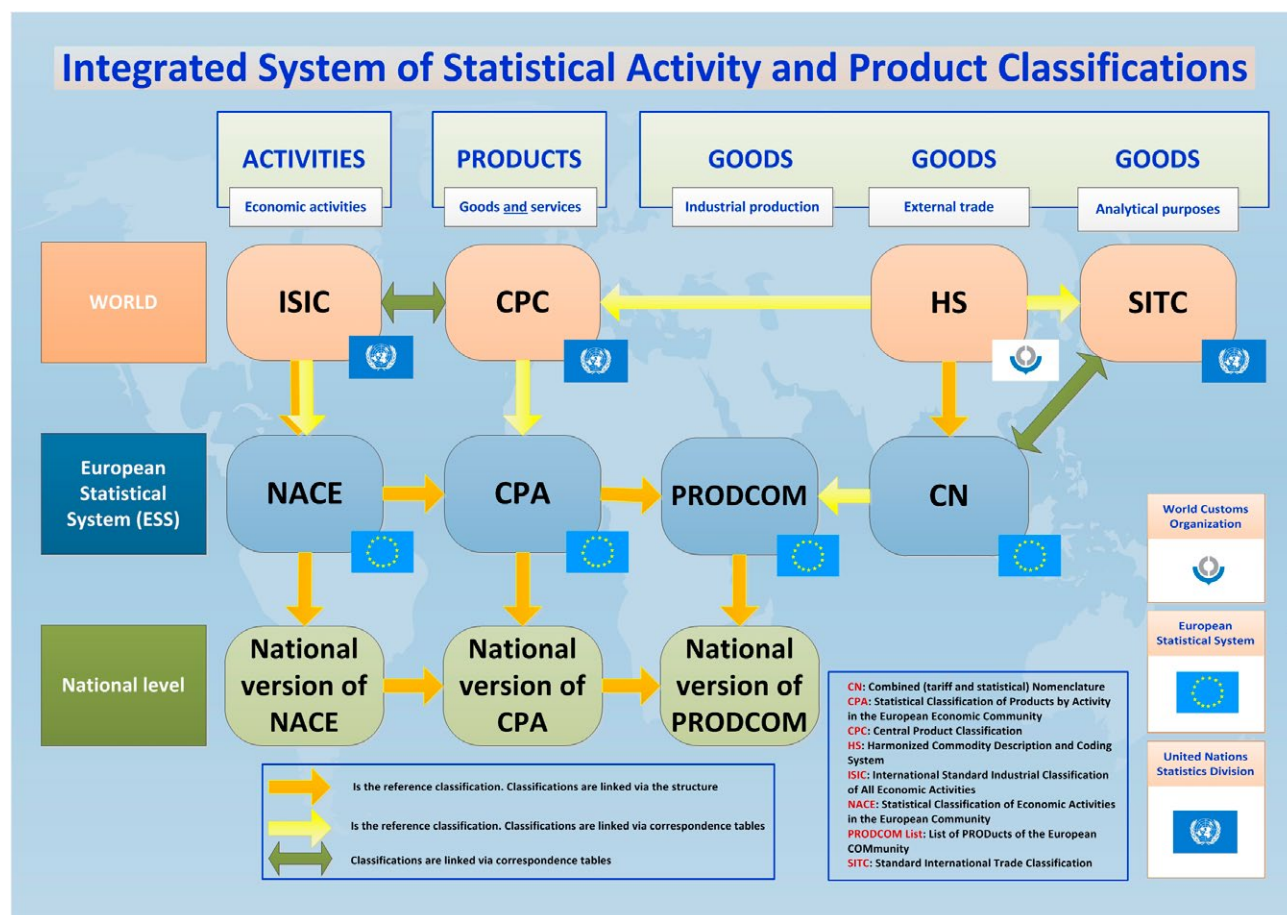 Integrated System of Statistical Activity and Product Classifications
ACTIVITIES
PRODUCTS
GOODS
GOODS
GOODS
Economic activities
Goods and services
Industrial production
External trade
Analytical purposes
WORLD
ISIC
CPC
HS
SITC
European
Statistical
System (ESS)
NACE
CPA
PRODCOM
CN
National level
National
version of
NACE
National
version of
CPA
National
version of
PRODCOM
World Customs
Organization
European
Statistical System
United Nations
Statistics Division
Is the reference classification. Classifications are linked via the structure
Is the reference classification. Classifications are linked via correspondence tables
Classifications are linked via correspondence tables
CN: Combined (tariff and statistical) Nomenclature
CPA: Statistical Classification of Products by Activity
in the European Economic Community
CPC: Central Product Classification
HS: Harmonized Commodity Description and Coding
System
ISIC: International Standard Industrial Classification
of All Economic Activities
NACE: Statistical Classification of Economic Activities
in the European Community
PRODCOM List: List of PRODucts of the European
COMmunity
SITC: Standard International Trade Classification